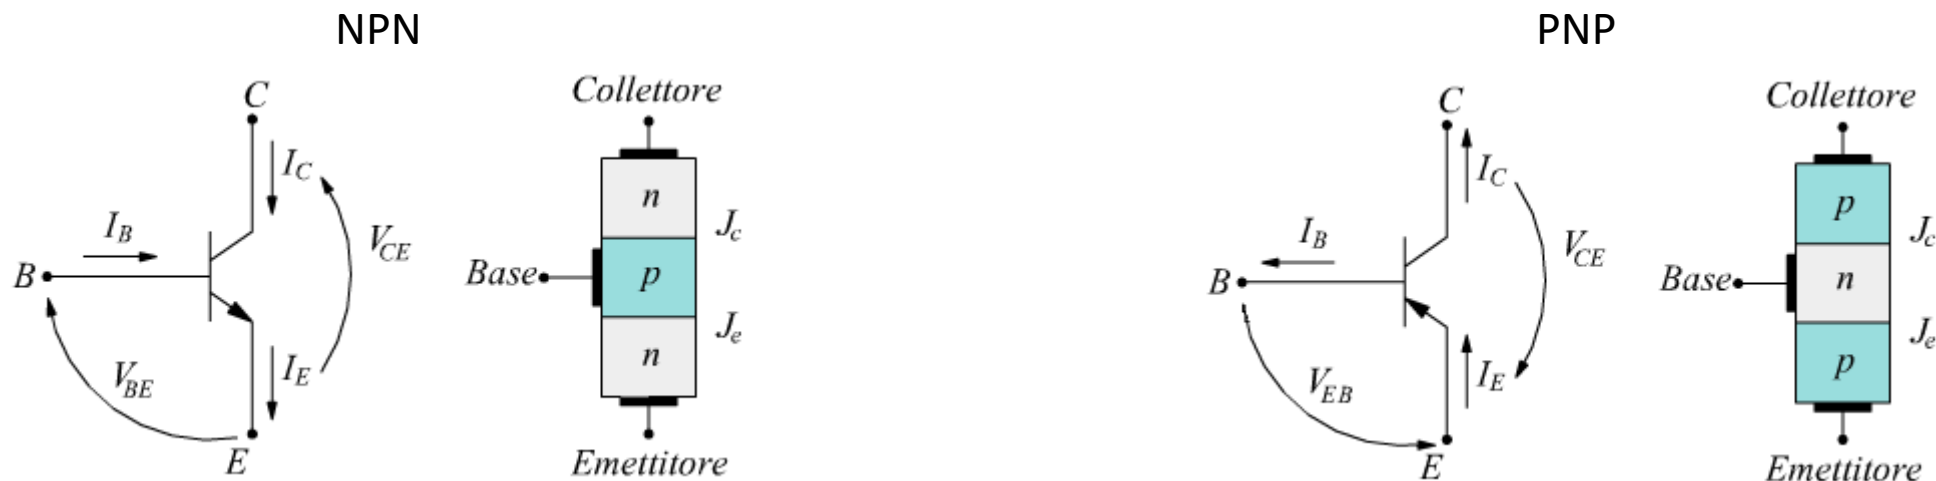 NPN
C
I_C
I_B
V_CE
B
V_BE
I_E
E
Collettore
n
J_c
Base
p
J_e
n
Emettitore
PNP
C
I_C
I_B
V_CE
B
V_EB
I_E
E
Collettore
p
J_c
Base
n
J_e
p
Emettitore